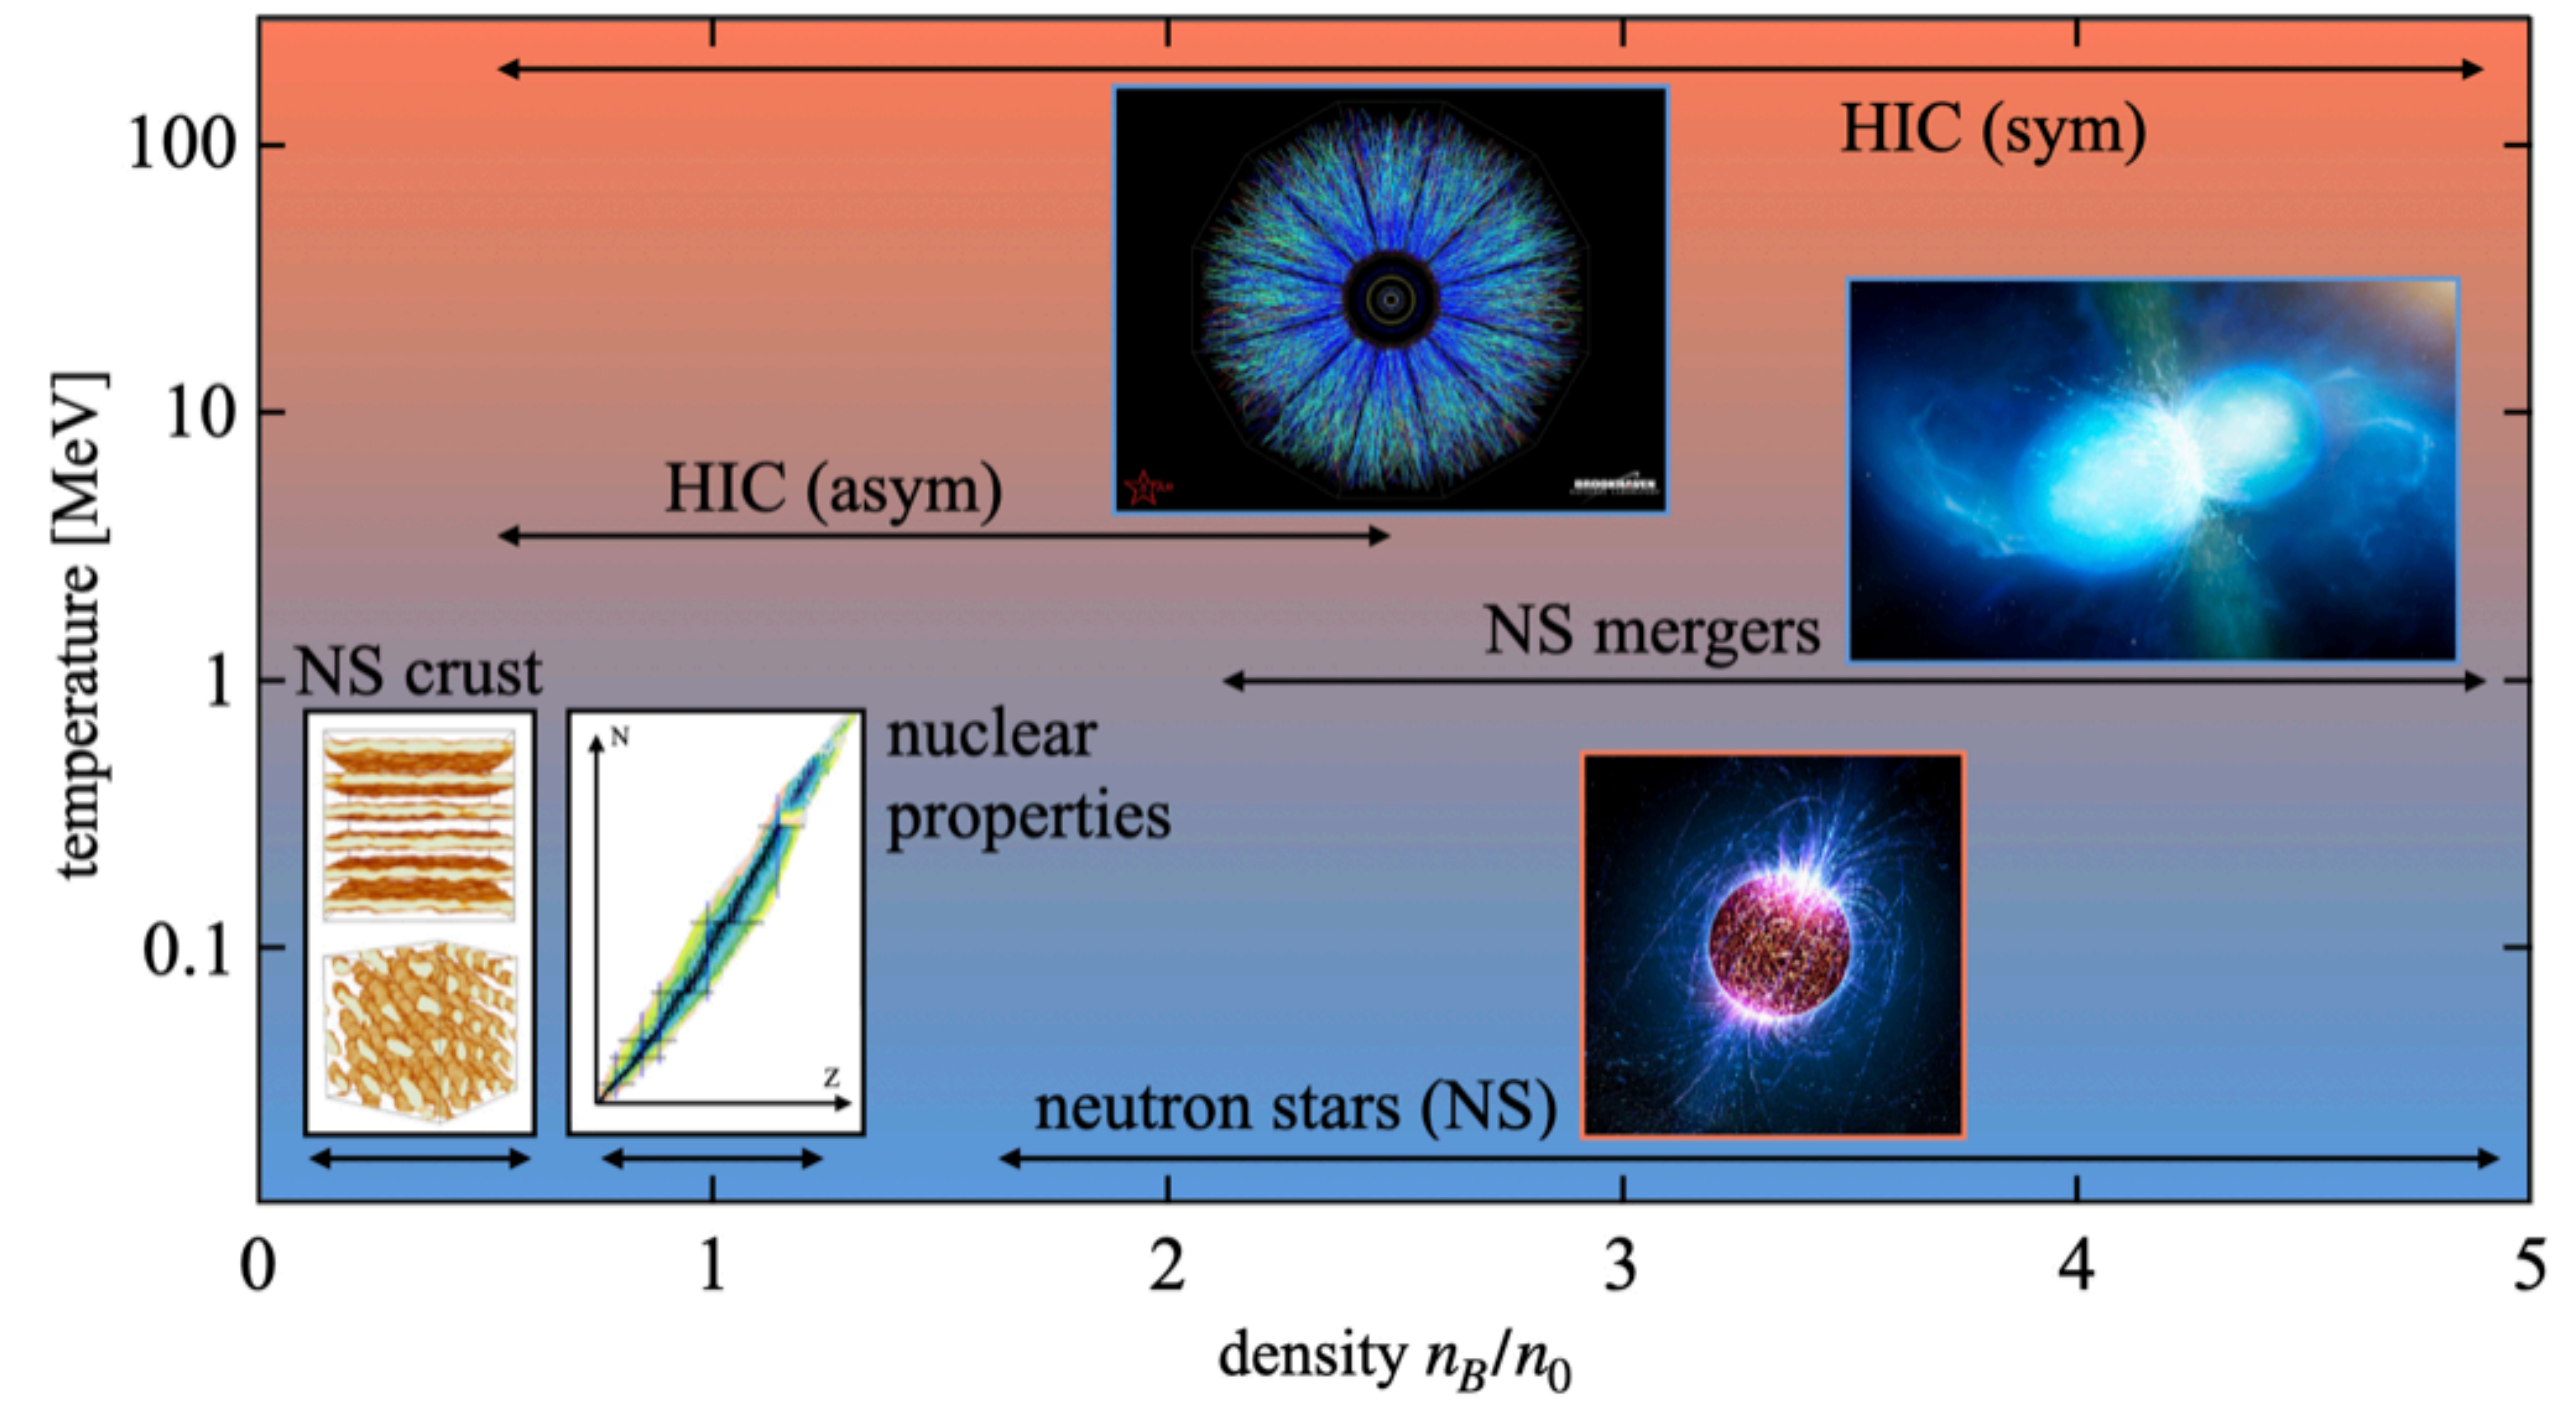 HIC (sym)
100
10
HIC (asym)
BROOKHAVEN
NS mergers
1
NS crust
nuclear
properties
N
Z
0.1
neutron stars (NS)
temperature [MeV]
0
1
2
3
4
5
density n_B/n_0